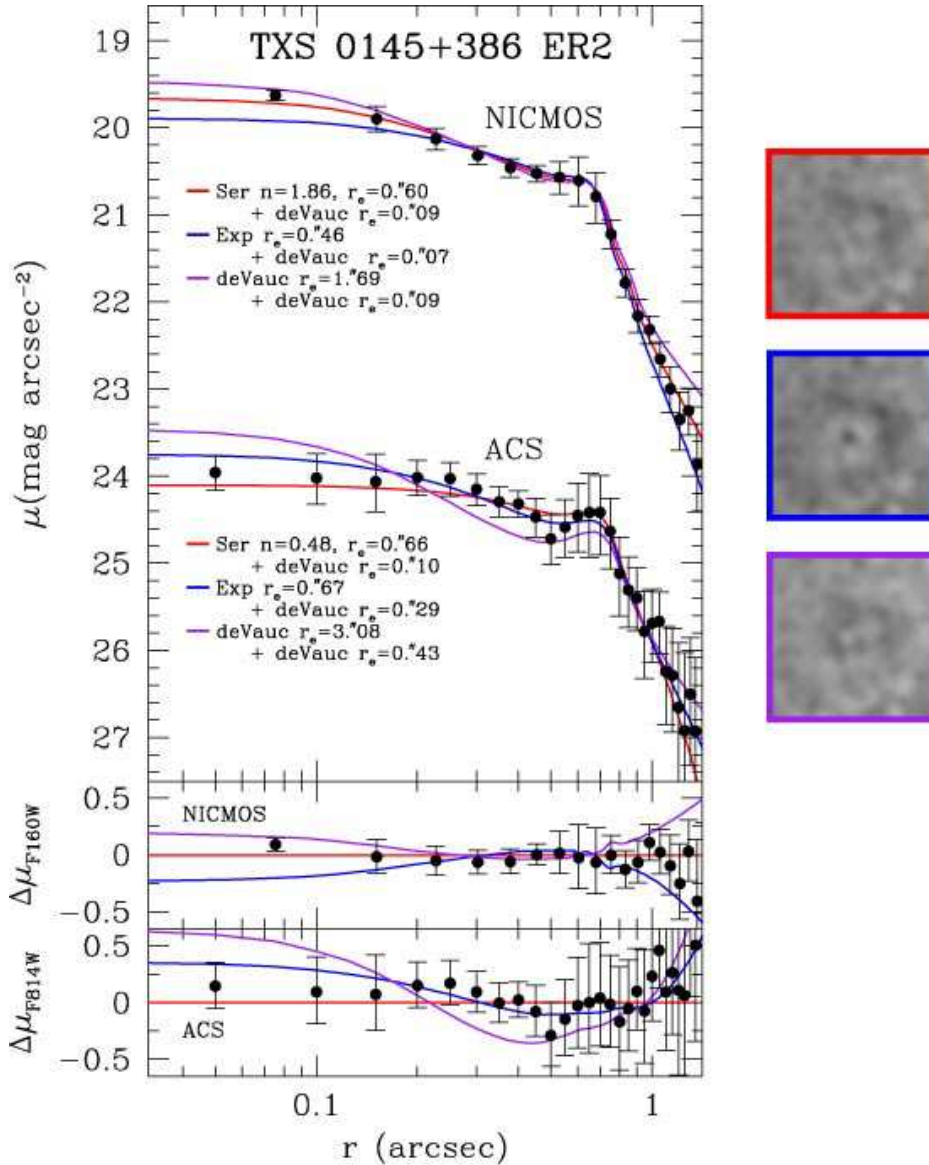 TXS 0145+386 ER2
19
20
21
22
23
24
25
26
27
μ(mag arcsec⁻²)
NICMOS
Ser n=1.86, rₑ=0."60
+ deVauc rₑ=0."09
Exp rₑ=0."46
+ deVauc rₑ=0."07
deVauc rₑ=1."69
+ deVauc rₑ=0."09
ACS
Ser n=0.48, rₑ=0."66
+ deVauc rₑ=0."10
Exp rₑ=0."67
+ deVauc rₑ=0."29
deVauc rₑ=3."08
+ deVauc rₑ=0."43
ΔμF160W
0.5
0
−0.5
NICMOS
ΔμF814W
0.5
0
−0.5
ACS
0.1
1
r (arcsec)